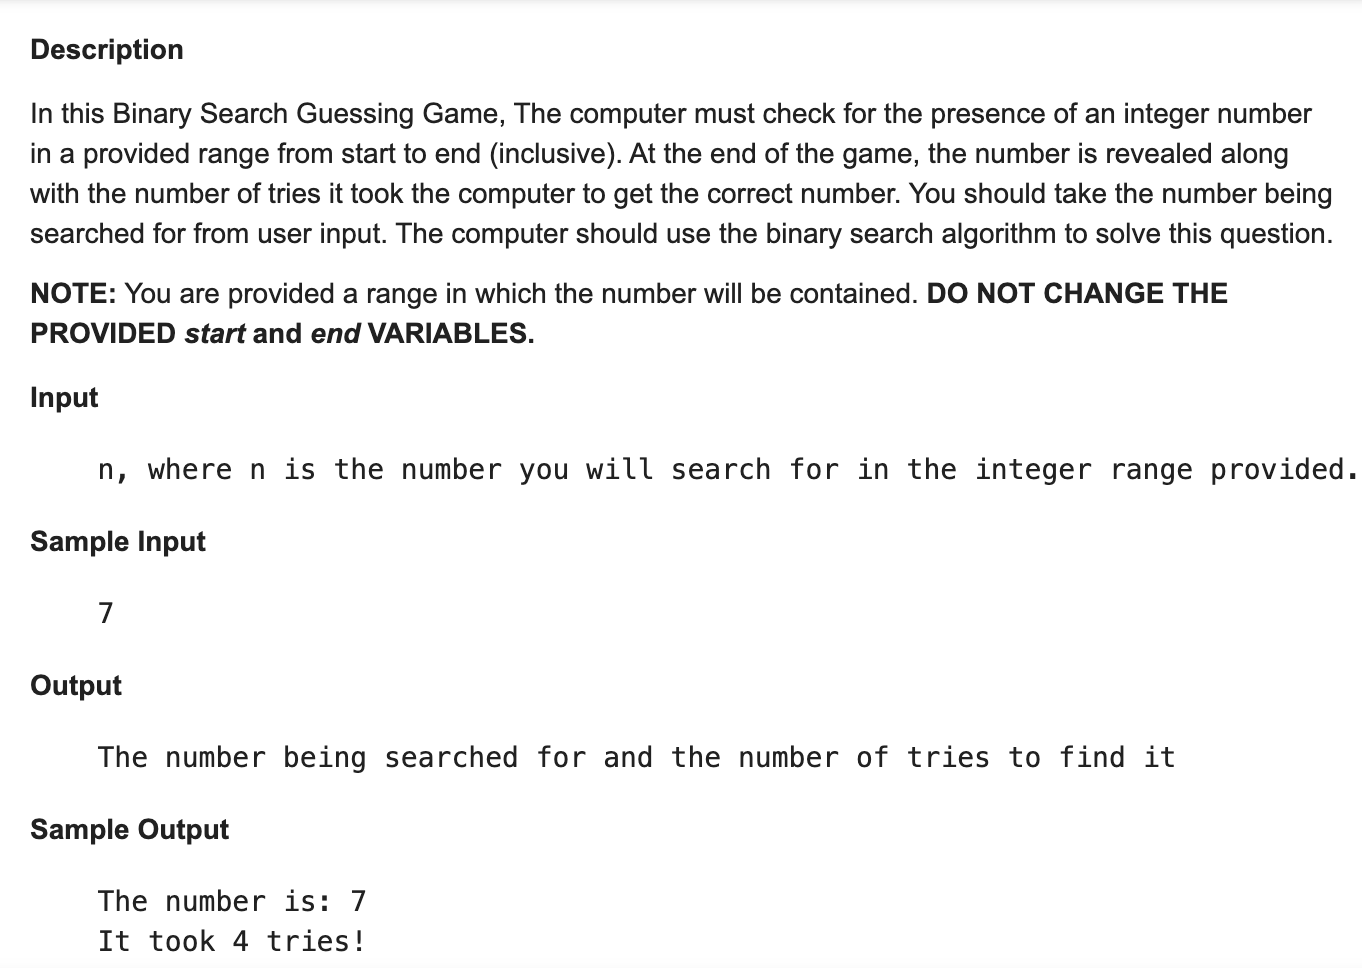 Description
In this Binary Search Guessing Game, The computer must check for the presence of an integer number
in a provided range from start to end (inclusive). At the end of the game, the number is revealed along
with the number of tries it took the computer to get the correct number. You should take the number being
searched for from user input. The computer should use the binary search algorithm to solve this question.
NOTE: You are provided a range in which the number will be contained. DO NOT CHANGE THE
PROVIDED start and end VARIABLES.
Input
n, where n is the number you will search for in the integer range provided.
Sample Input
7
Output
The number being searched for and the number of tries to find it
Sample Output
The number is: 7
It took 4 tries!